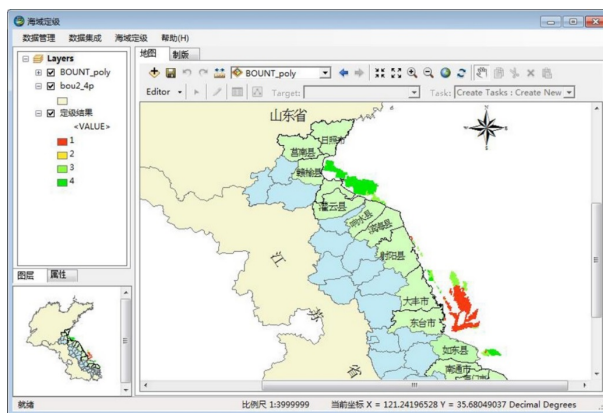 海域定级
数据管理 数据集成 海域定级 帮助(H)
Layers
BOUNT_poly
bou2_4p
定级结果
<VALUE>
1
2
3
4
图层 属性
地图 制版
BOUNT_poly
Editor Target: Task: Create Tasks : Create New
山东省
日照市
莒南县
赣榆县
灌云县
响水县
滨海县
射阳县
江
大丰市
苏
东台市
如东县
省
南通市
海门市
就绪 比例尺 1:3999999 当前坐标 X = 121.24196528 Y = 35.68049037 Decimal Degrees